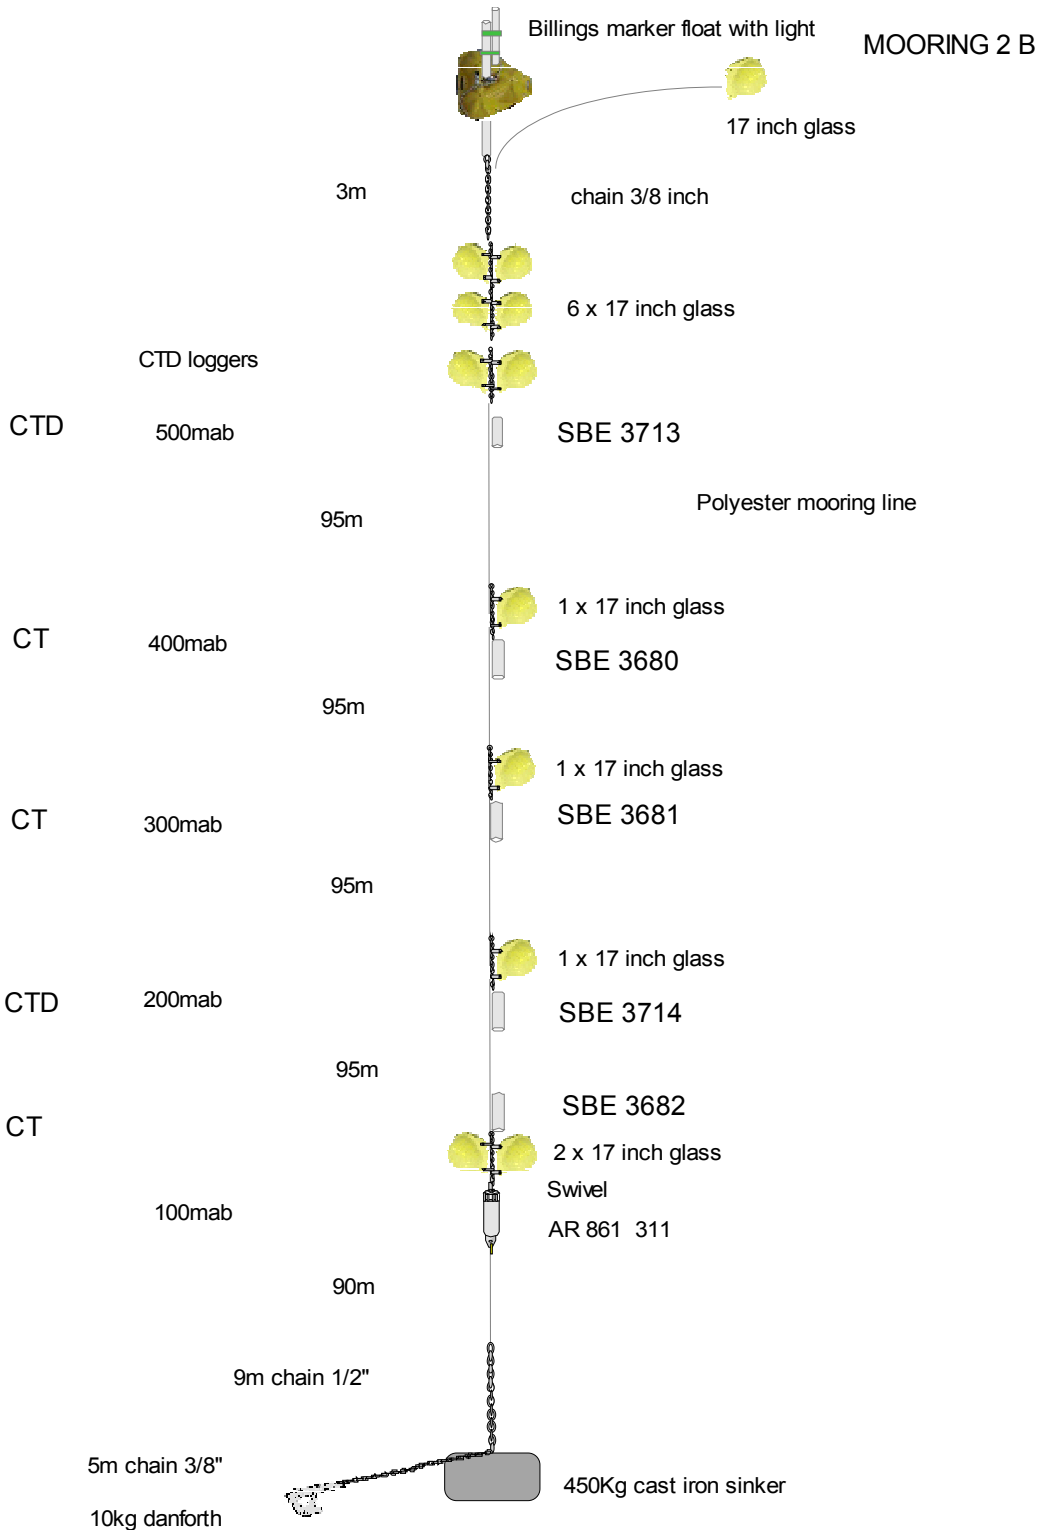 Billings marker float with light
MOORING 2 B
17 inch glass
3m
chain 3/8 inch
6 x 17 inch glass
CTD loggers
CTD
500mab
SBE 3713
Polyester mooring line
95m
1 x 17 inch glass
CT
400mab
SBE 3680
95m
1 x 17 inch glass
CT
300mab
SBE 3681
95m
1 x 17 inch glass
CTD
200mab
SBE 3714
95m
SBE 3682
CT
2 x 17 inch glass
Swivel
100mab
AR 861 311
90m
9m chain 1/2"
5m chain 3/8"
450Kg cast iron sinker
10kg danforth